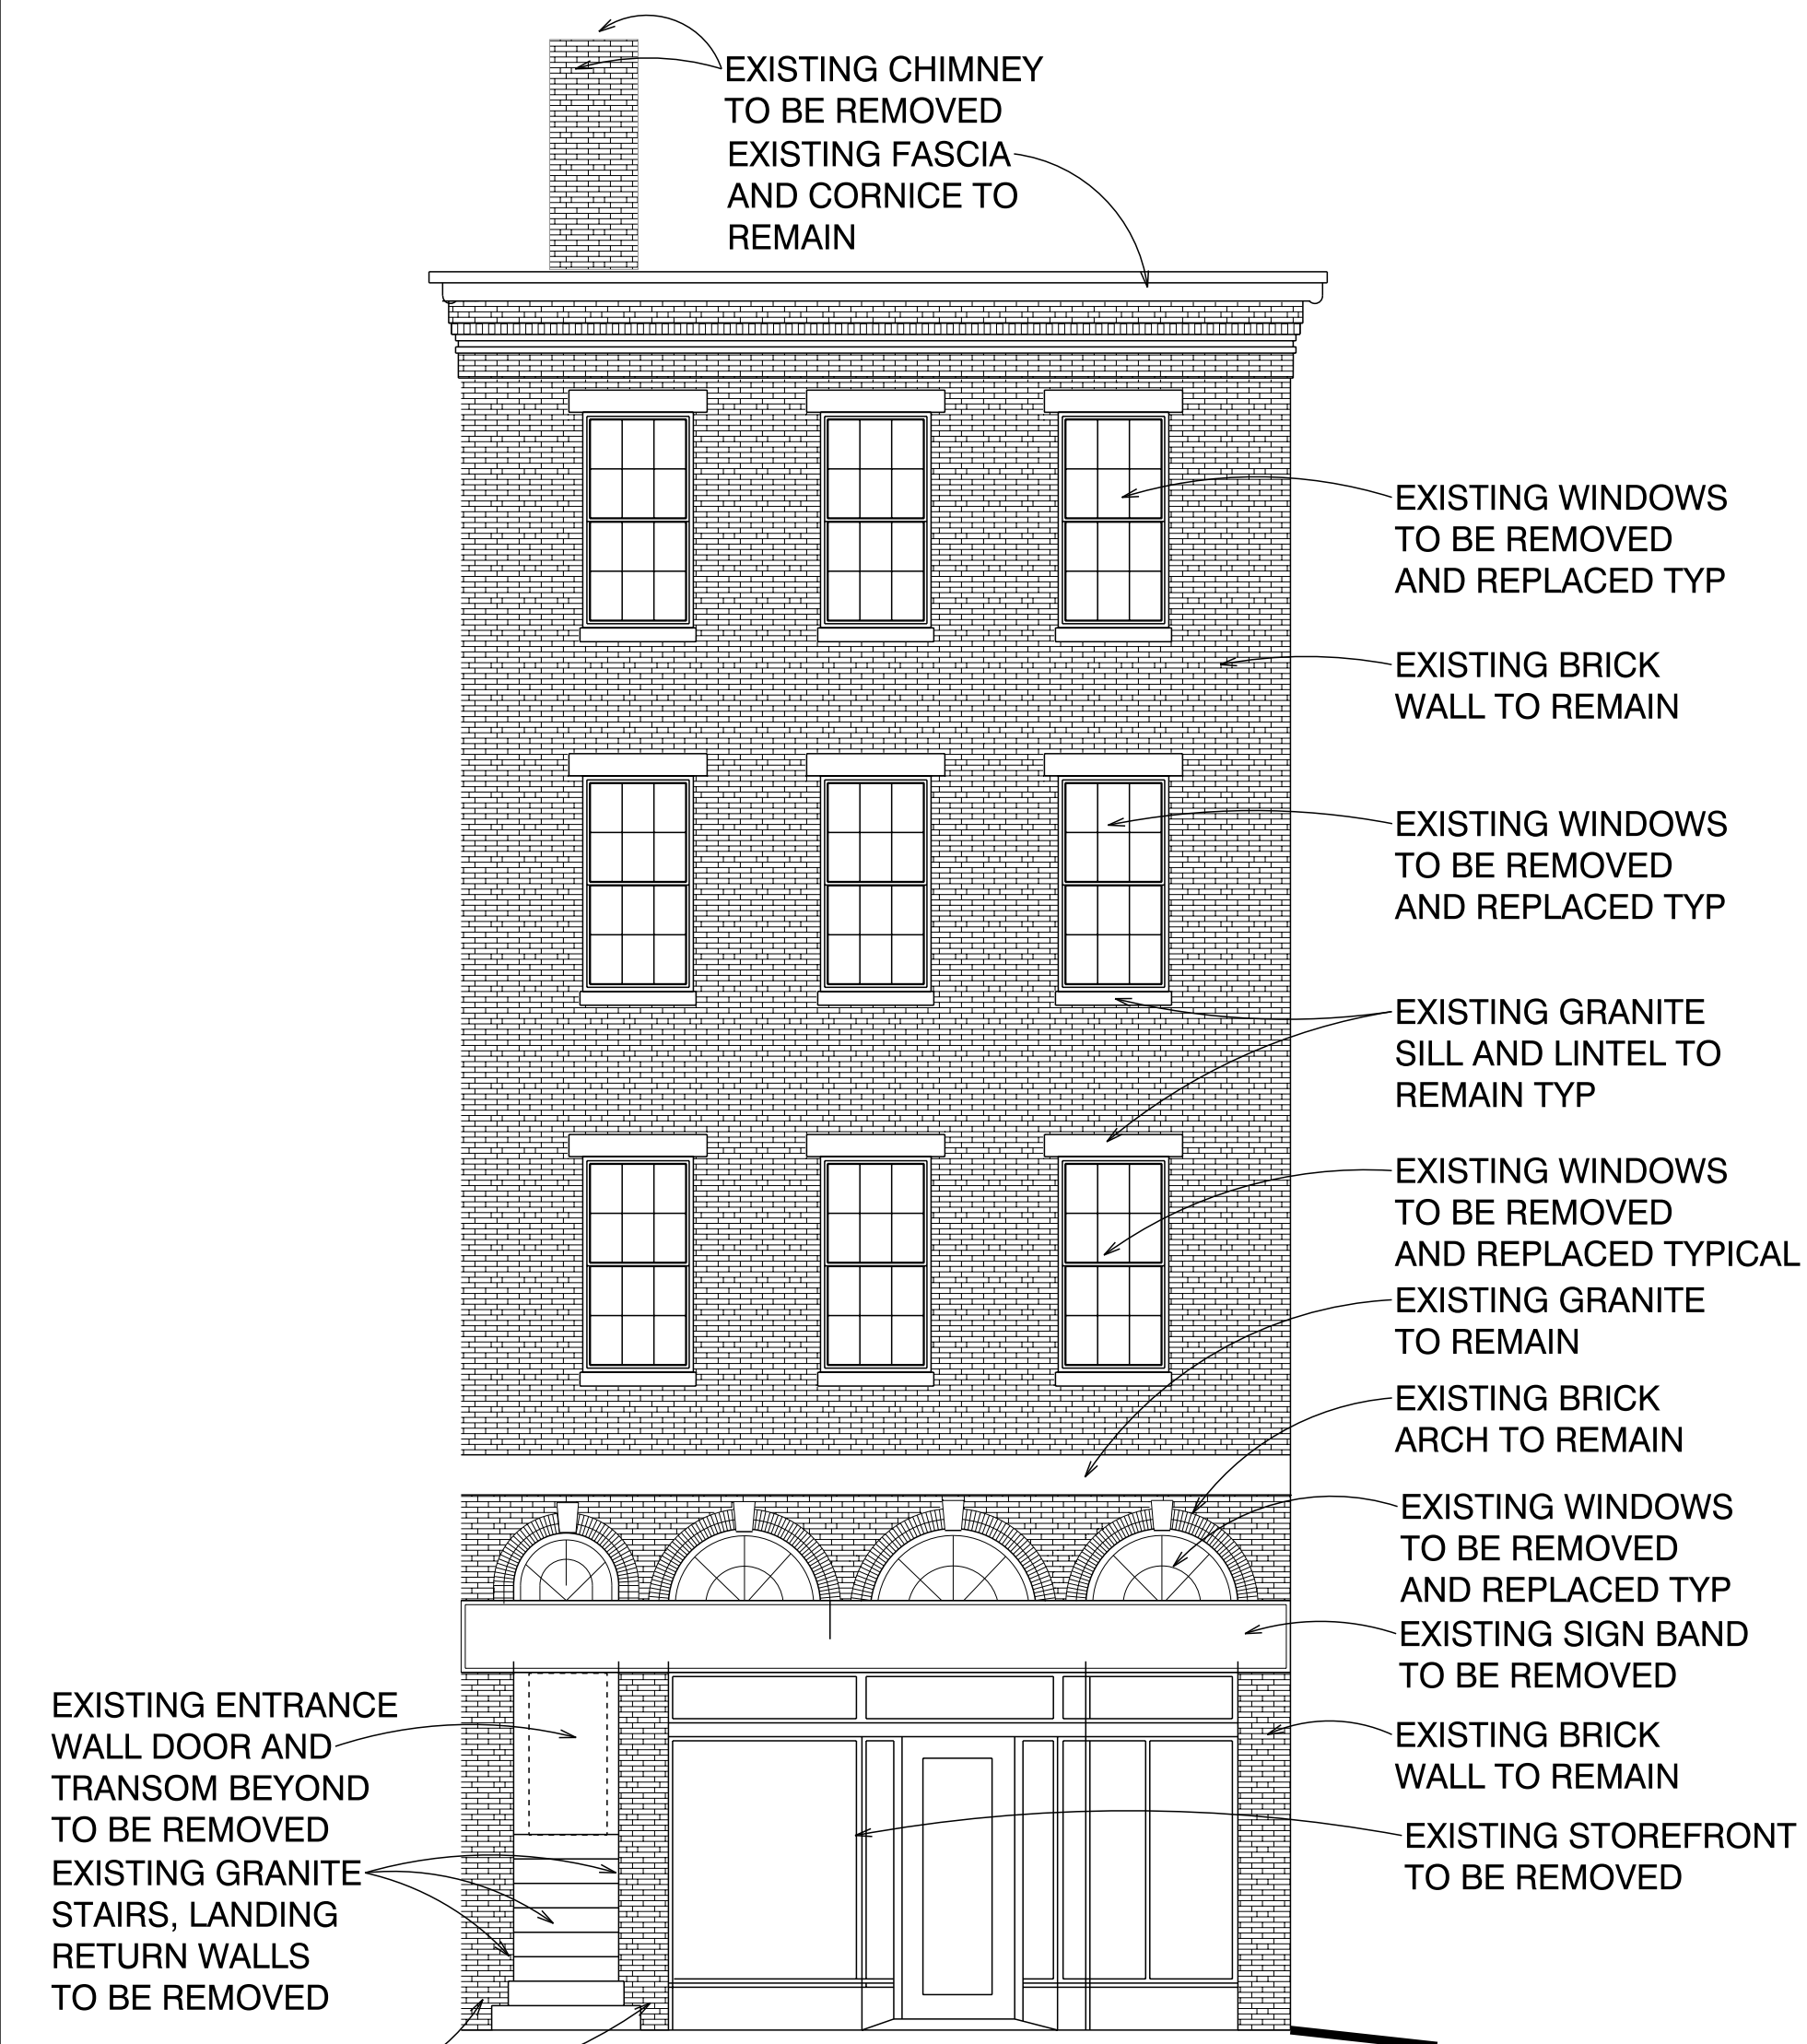 EXISTING CHIMNEY
TO BE REMOVED
EXISTING FASCIA
AND CORNICE TO
REMAIN
EXISTING WINDOWS
TO BE REMOVED
AND REPLACED TYP
EXISTING BRICK
WALL TO REMAIN
EXISTING WINDOWS
TO BE REMOVED
AND REPLACED TYP
EXISTING GRANITE
SILL AND LINTEL TO
REMAIN TYP
EXISTING WINDOWS
TO BE REMOVED
AND REPLACED TYPICAL
EXISTING GRANITE
TO REMAIN
EXISTING BRICK
ARCH TO REMAIN
EXISTING WINDOWS
TO BE REMOVED
AND REPLACED TYP
EXISTING SIGN BAND
TO BE REMOVED
EXISTING BRICK
WALL TO REMAIN
EXISTING STOREFRONT
TO BE REMOVED
EXISTING ENTRANCE
WALL DOOR AND
TRANSOM BEYOND
TO BE REMOVED
EXISTING GRANITE
STAIRS, LANDING
RETURN WALLS
TO BE REMOVED